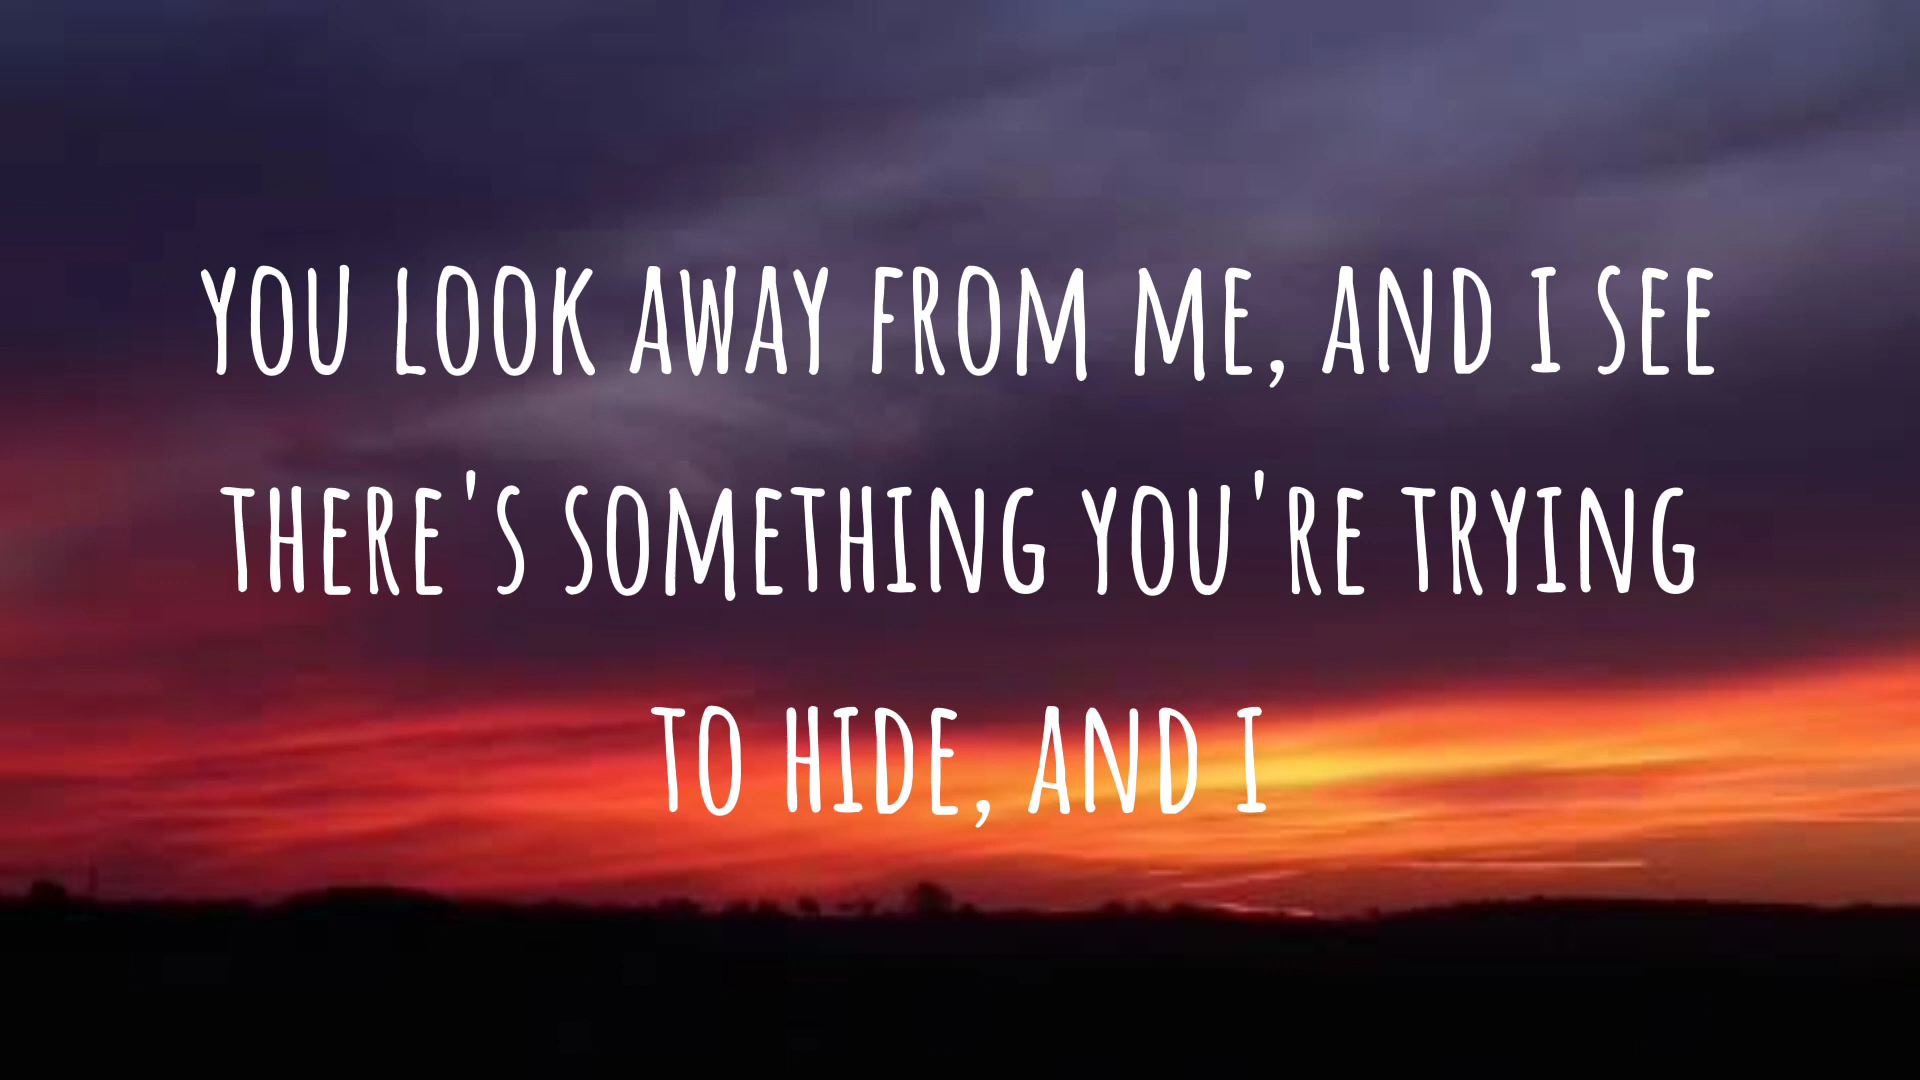 YOU LOOK AWAY FROM ME, AND I SEE
THERE'S SOMETHING YOU'RE TRYING
TO HIDE, AND I